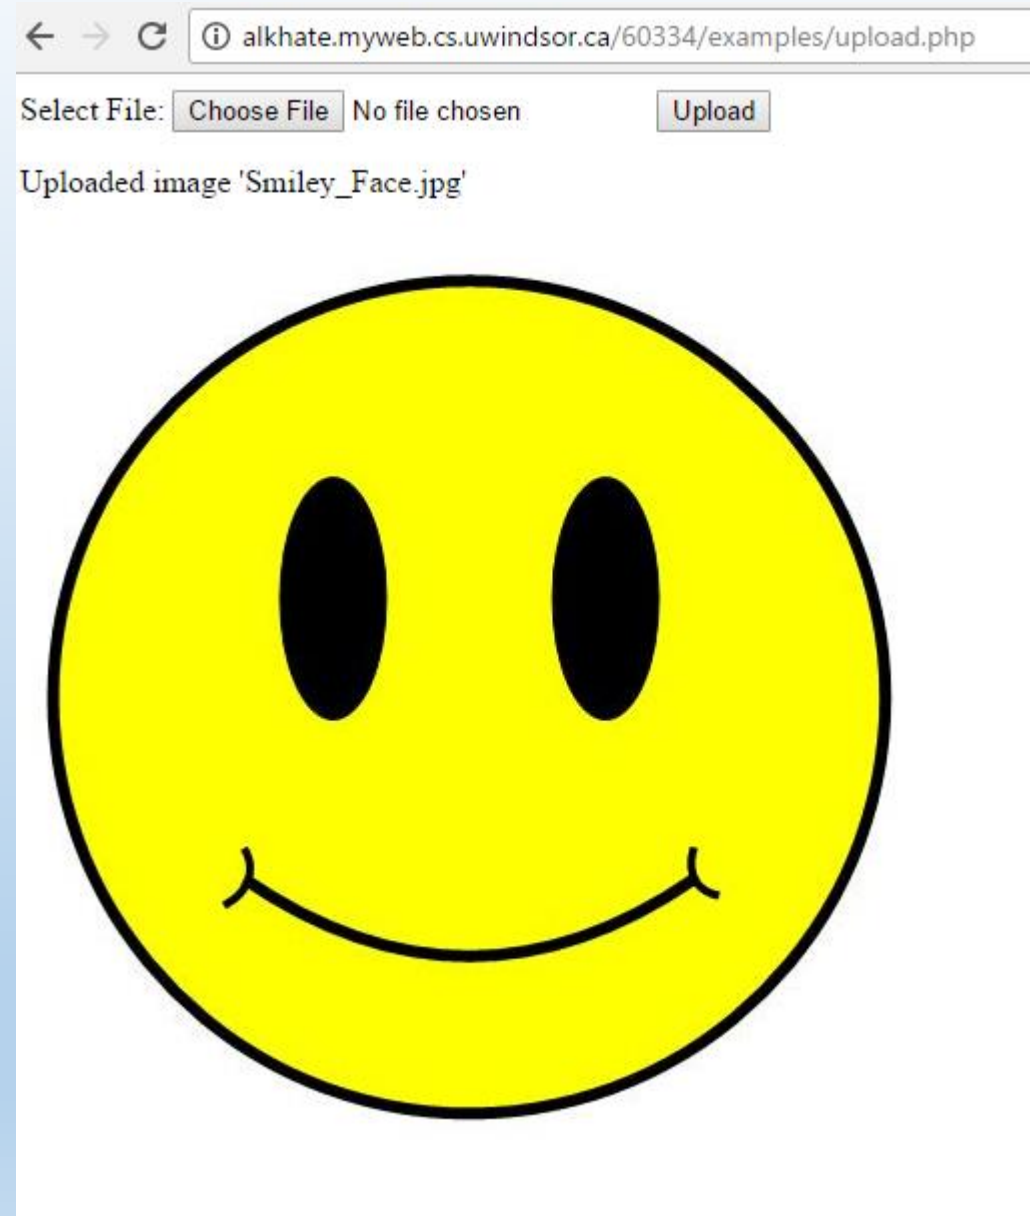 alkhate.myweb.cs.uwindsor.ca/60334/examples/upload.php
Select File: Choose File No file chosen Upload
Uploaded image 'Smiley_Face.jpg'